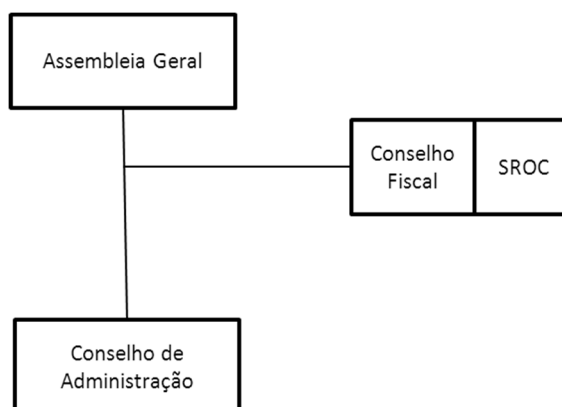 Assembleia Geral
Conselho
Fiscal
SROC
Conselho de
Administração